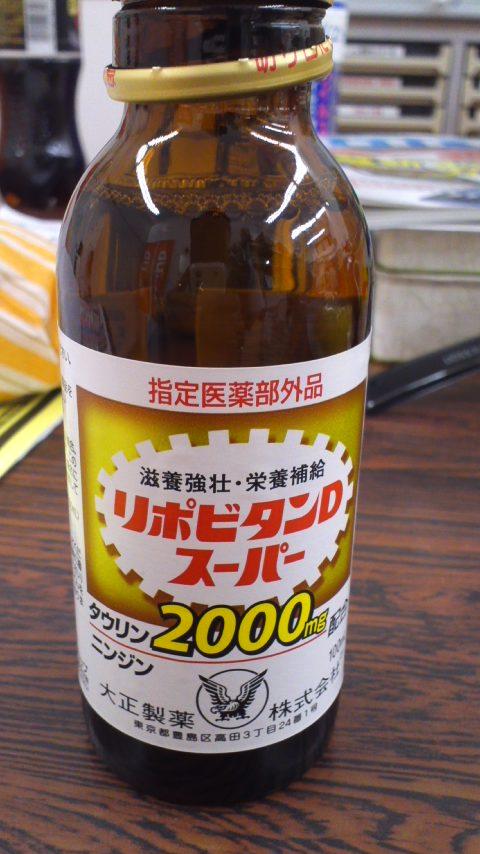 指定医薬部外品
滋養強壮・栄養補給
リポビタンD
スーパー
タウリン2000mg配合
ニンジン
100m
大正製薬 株式会社
東京都豊島区高田3丁目24番1号